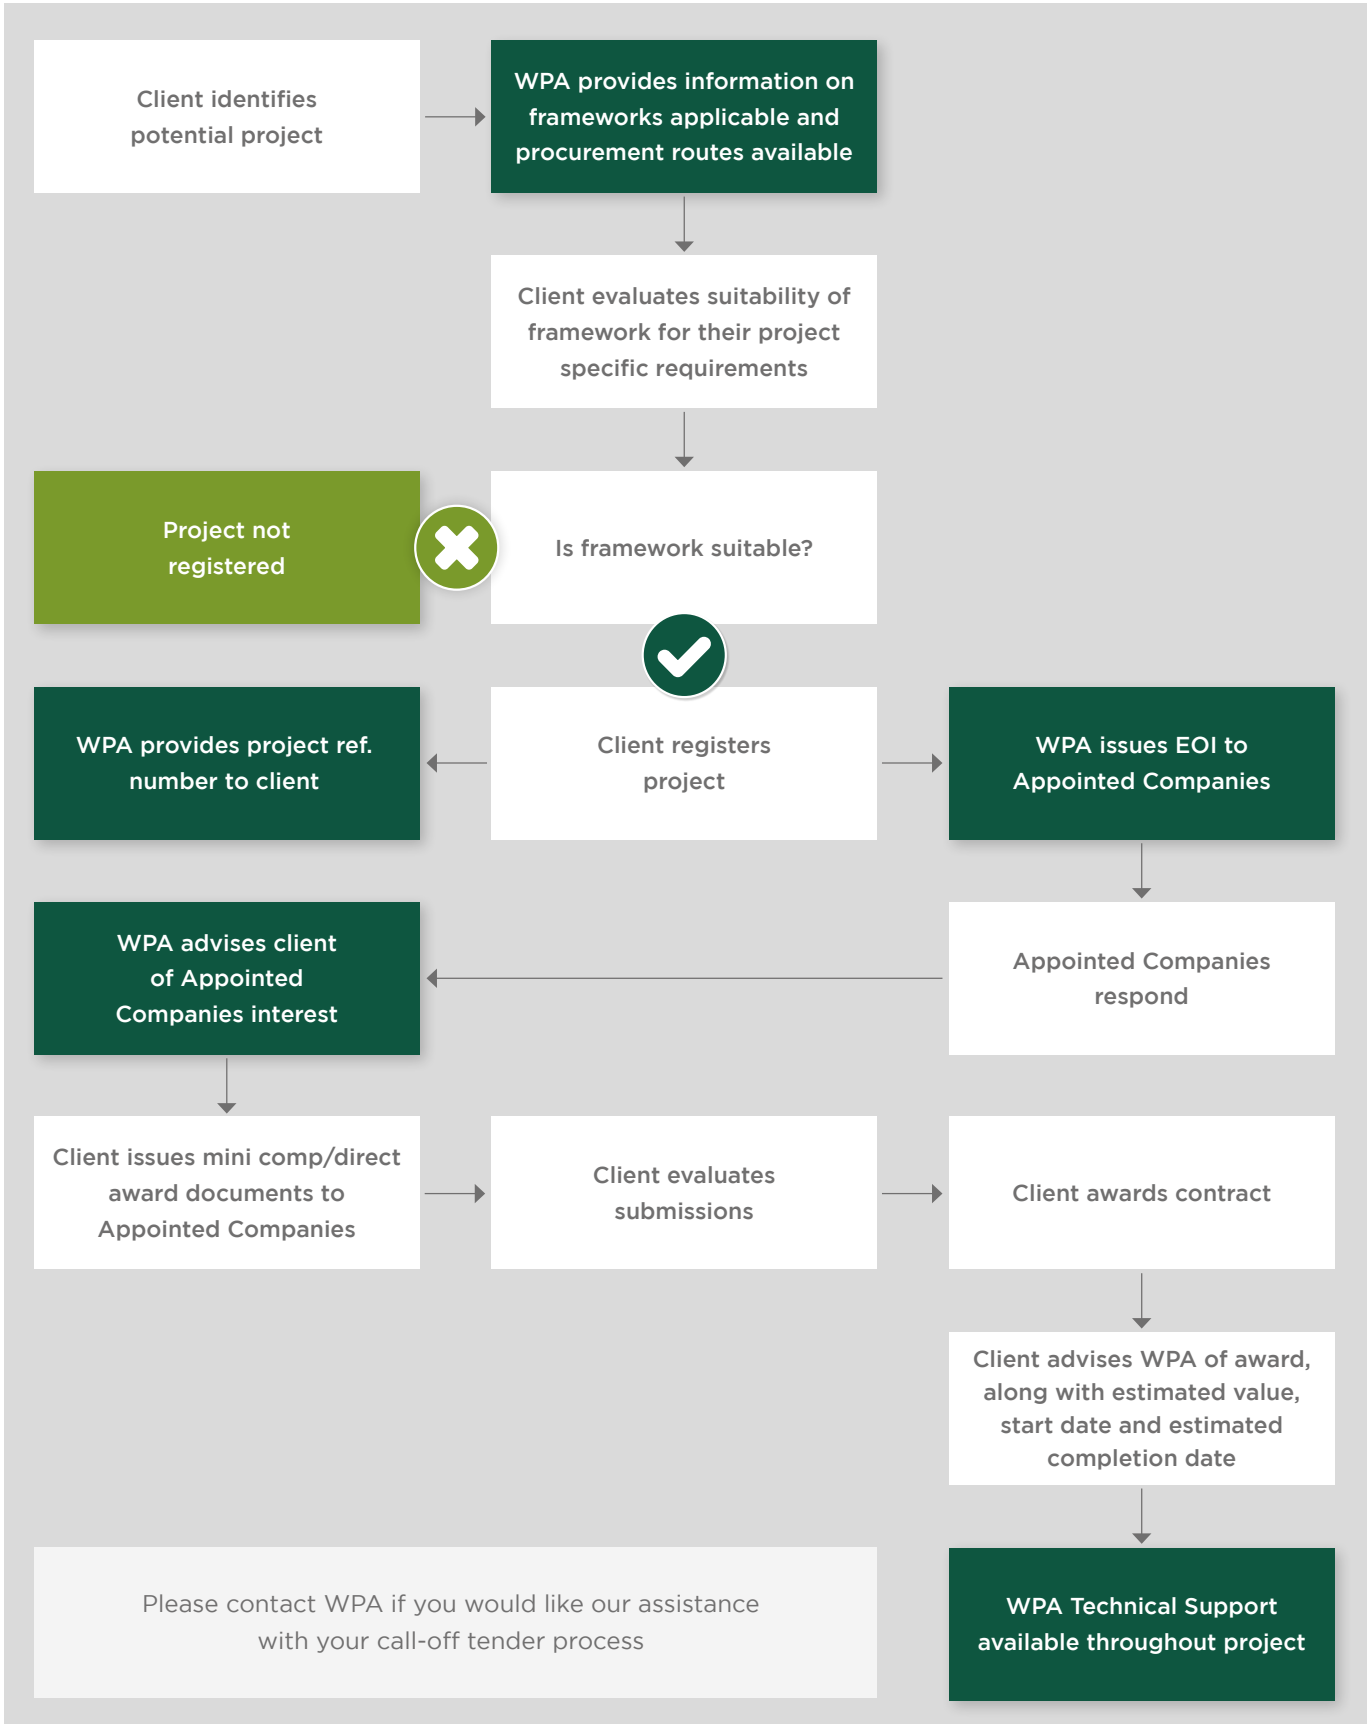 Client identifies
potential project
WPA provides information on
frameworks applicable and
procurement routes available
Client evaluates suitability of
framework for their project
specific requirements
Project not
registered
Is framework suitable?
WPA provides project ref.
number to client
Client registers
project
WPA issues EOI to
Appointed Companies
WPA advises client
of Appointed
Companies interest
Appointed Companies
respond
Client issues mini comp/direct
award documents to
Appointed Companies
Client evaluates
submissions
Client awards contract
Client advises WPA of award,
along with estimated value,
start date and estimated
completion date
Please contact WPA if you would like our assistance
with your call-off tender process
WPA Technical Support
available throughout project